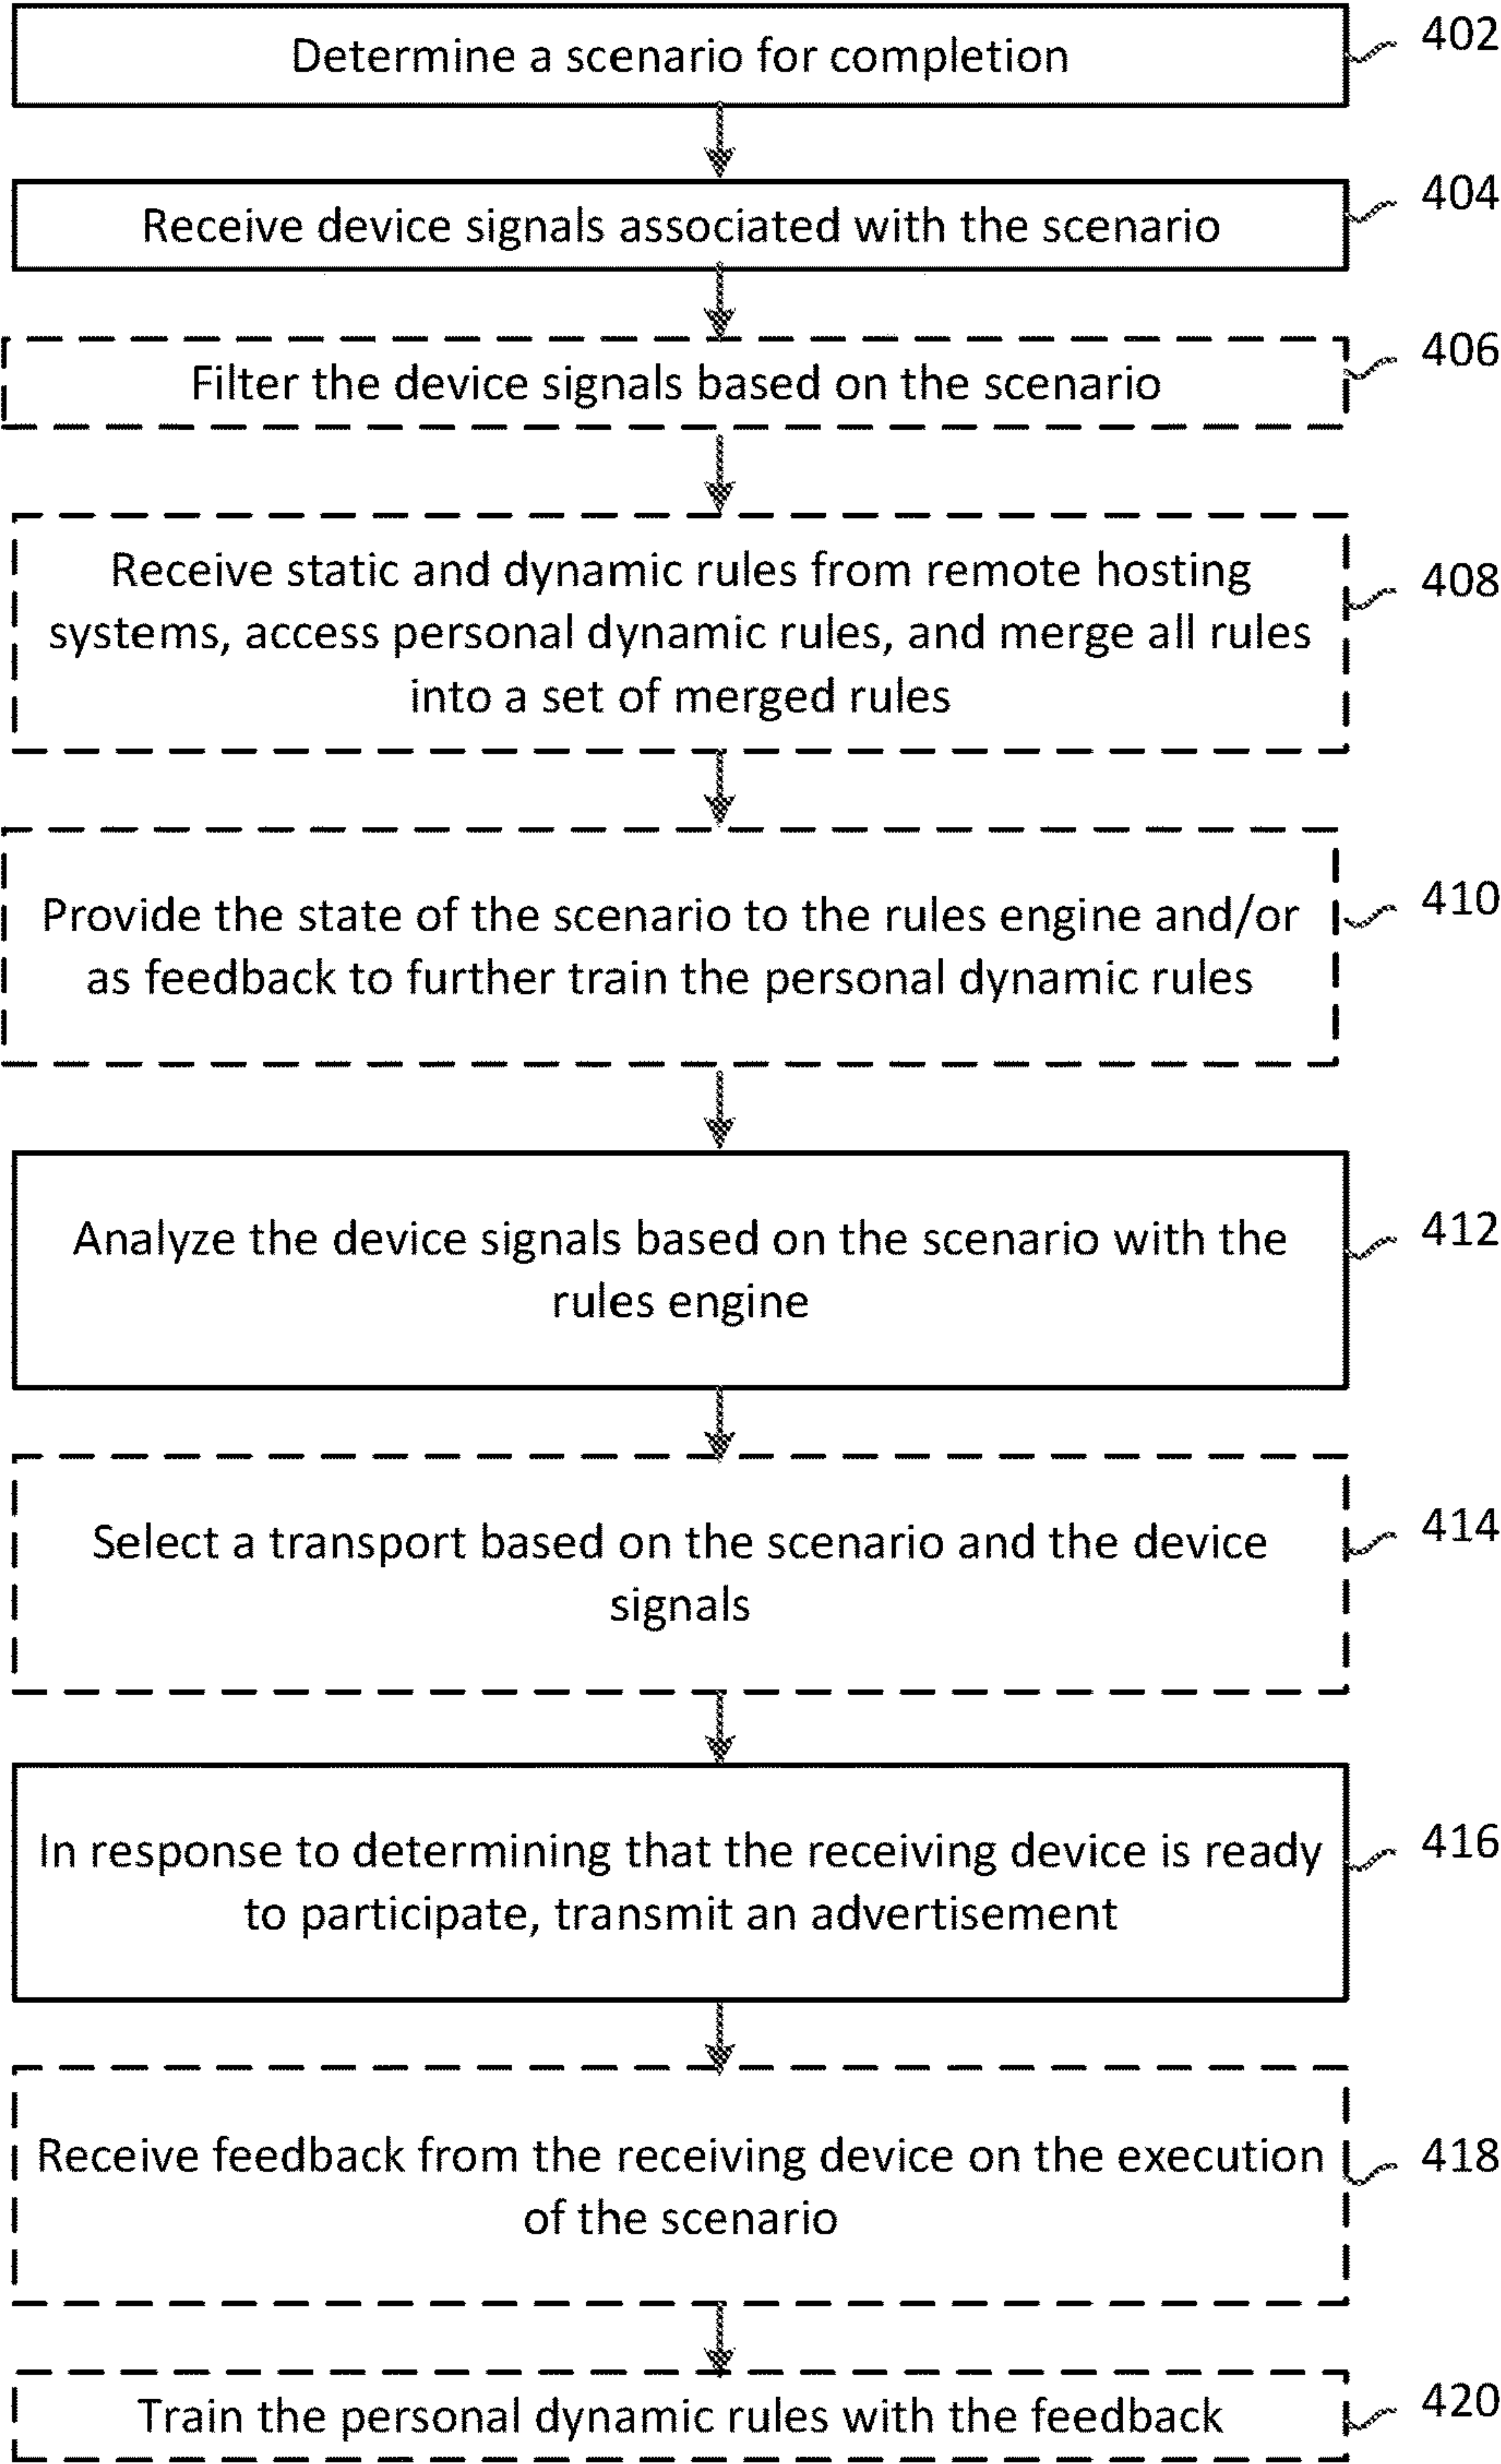 Determine a scenario for completion
402
Receive device signals associated with the scenario
404
Filter the device signals based on the scenario
406
Receive static and dynamic rules from remote hosting
systems, access personal dynamic rules, and merge all rules
into a set of merged rules
408
Provide the state of the scenario to the rules engine and/or
as feedback to further train the personal dynamic rules
410
Analyze the device signals based on the scenario with the
rules engine
412
Select a transport based on the scenario and the device
signals
414
In response to determining that the receiving device is ready
to participate, transmit an advertisement
416
Receive feedback from the receiving device on the execution
of the scenario
418
Train the personal dynamic rules with the feedback
420